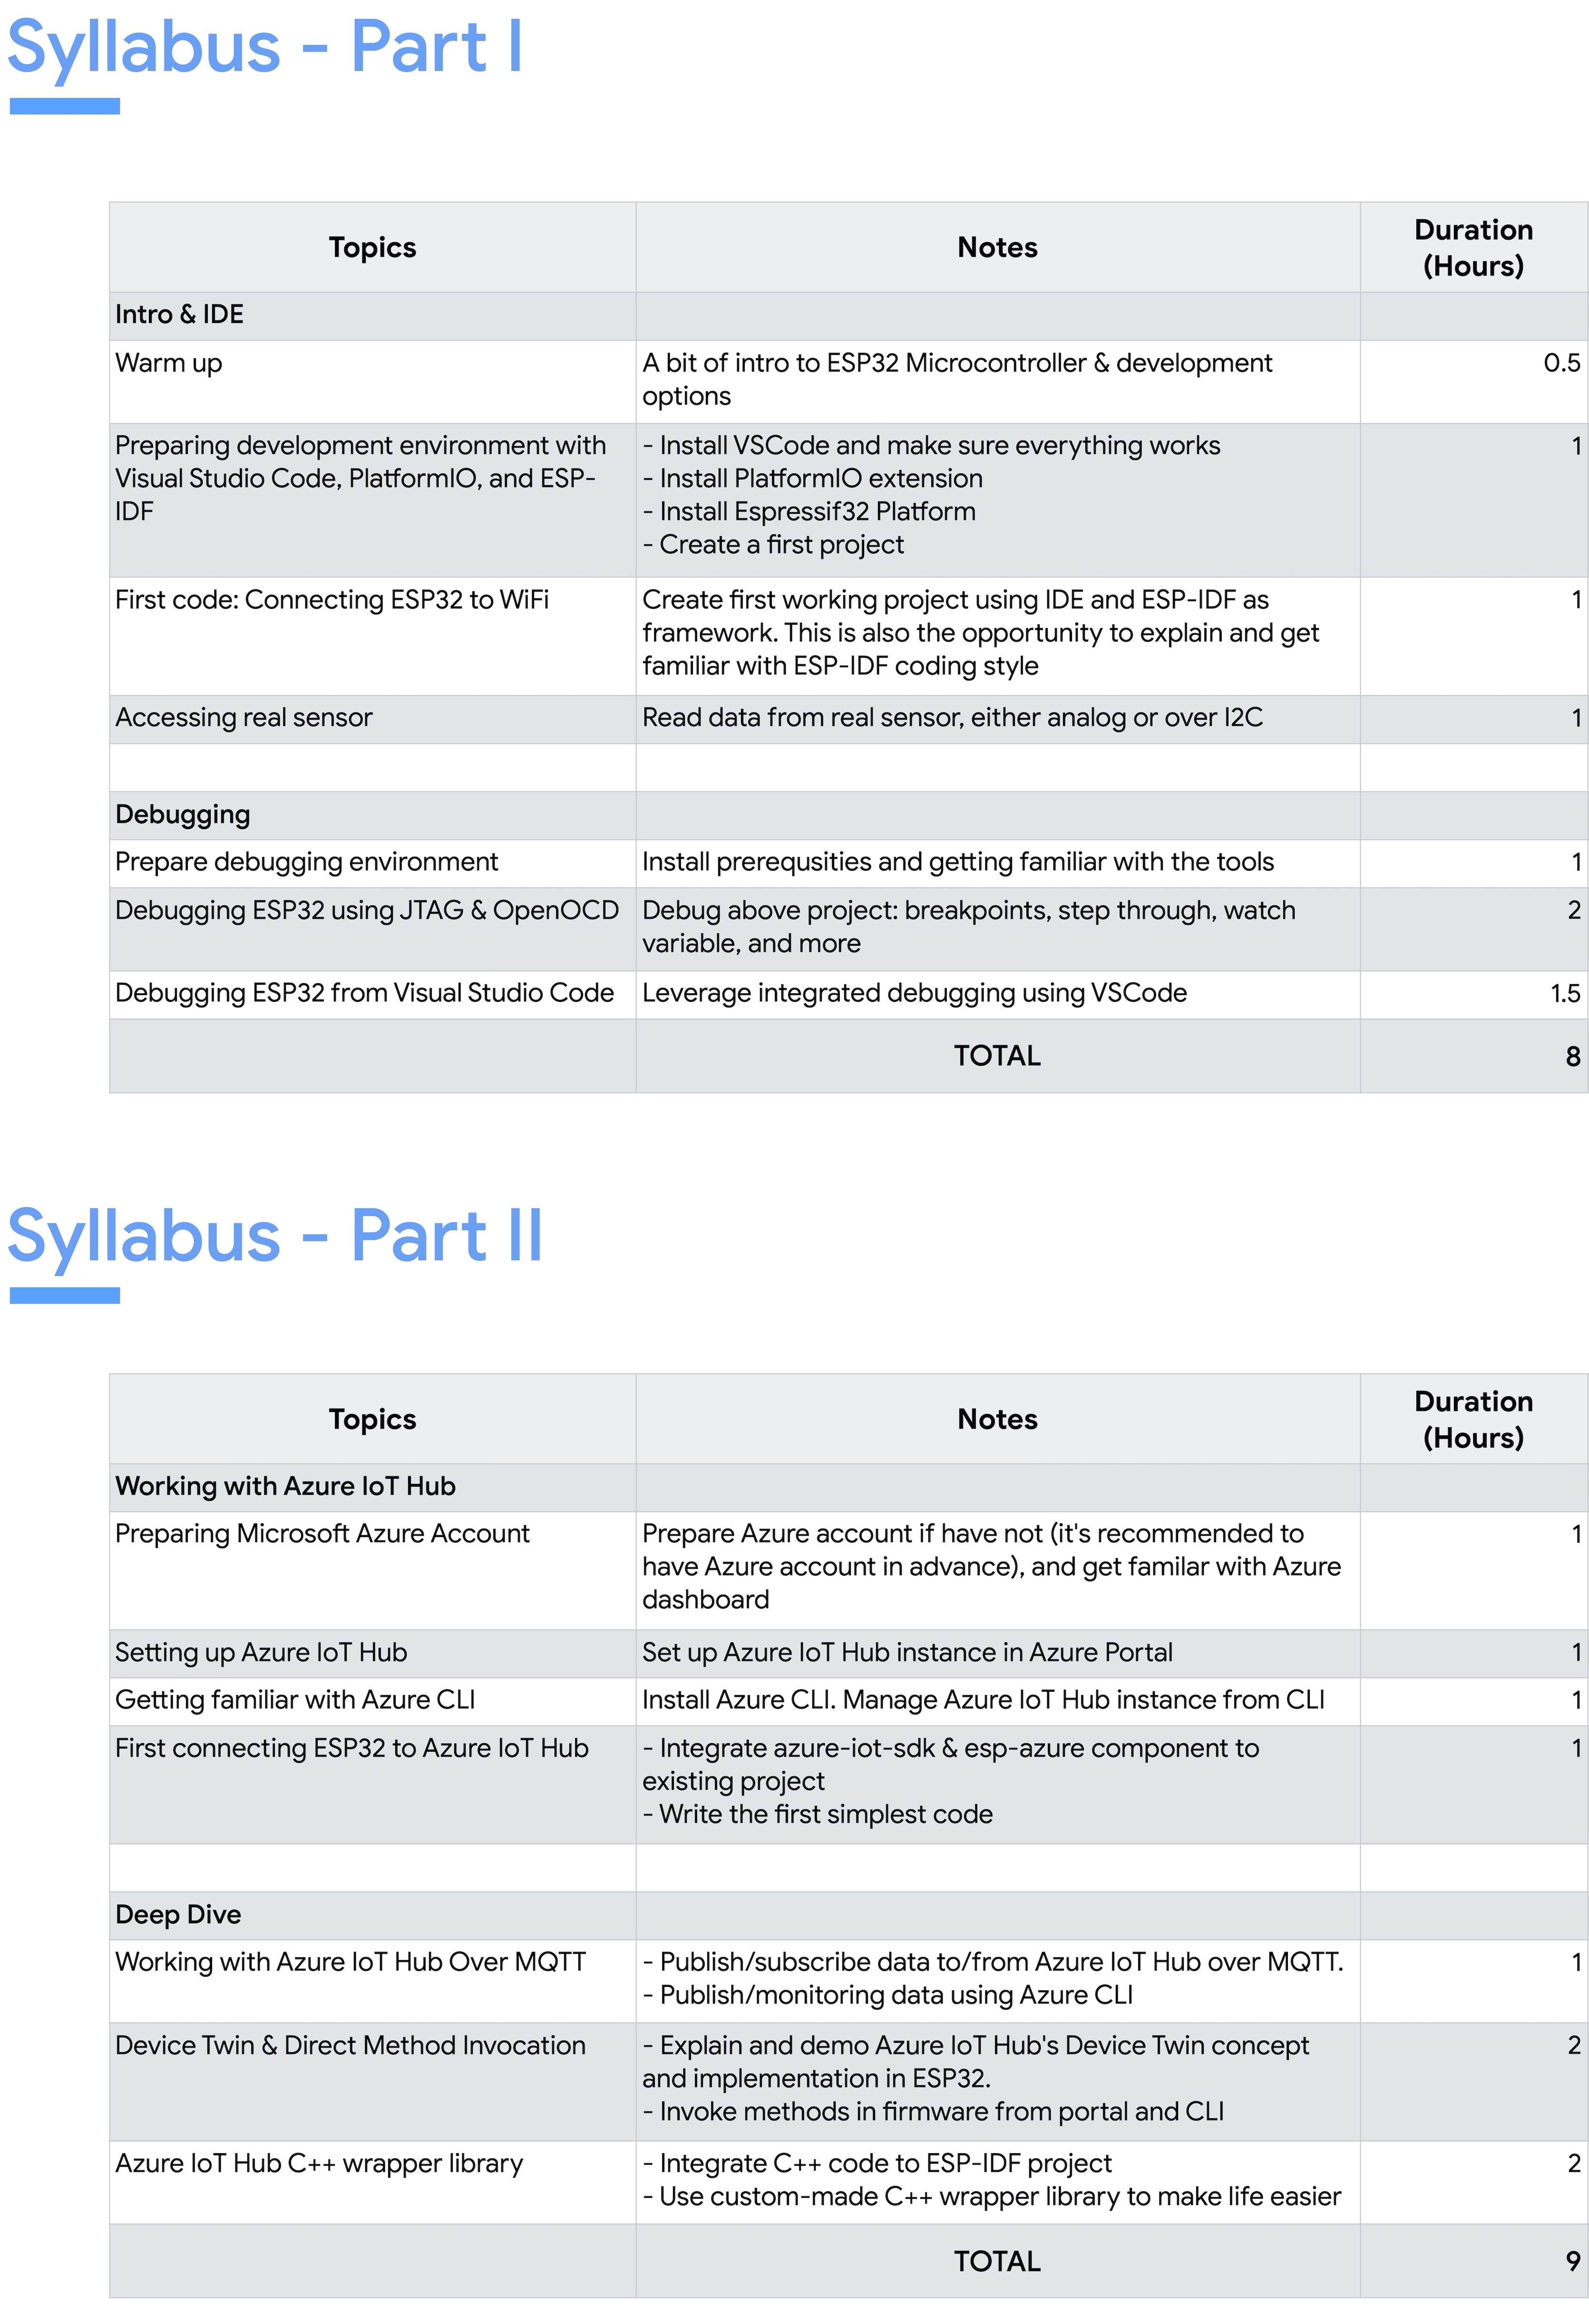 Syllabus - Part I
Topics
Notes
Duration
(Hours)
Intro & IDE
Warm up
A bit of intro to ESP32 Microcontroller & development
options
0.5
Preparing development environment with
Visual Studio Code, PlatformIO, and ESP-
IDF
- Install VSCode and make sure everything works
- Install PlatformIO extension
- Install Espressif32 Platform
- Create a first project
1
First code: Connecting ESP32 to WiFi
Create first working project using IDE and ESP-IDF as
framework. This is also the opportunity to explain and get
familiar with ESP-IDF coding style
1
Accessing real sensor
Read data from real sensor, either analog or over I2C
1
Debugging
Prepare debugging environment
Install prerequsities and getting familiar with the tools
1
Debugging ESP32 using JTAG & OpenOCD
Debug above project: breakpoints, step through, watch
variable, and more
2
Debugging ESP32 from Visual Studio Code
Leverage integrated debugging using VSCode
1.5
TOTAL
8
Syllabus - Part II
Topics
Notes
Duration
(Hours)
Working with Azure IoT Hub
Preparing Microsoft Azure Account
Prepare Azure account if have not (it's recommended to
have Azure account in advance), and get familar with Azure
dashboard
1
Setting up Azure IoT Hub
Set up Azure IoT Hub instance in Azure Portal
1
Getting familiar with Azure CLI
Install Azure CLI. Manage Azure IoT Hub instance from CLI
1
First connecting ESP32 to Azure IoT Hub
- Integrate azure-iot-sdk & esp-azure component to
existing project
- Write the first simplest code
1
Deep Dive
Working with Azure IoT Hub Over MQTT
- Publish/subscribe data to/from Azure IoT Hub over MQTT.
- Publish/monitoring data using Azure CLI
1
Device Twin & Direct Method Invocation
- Explain and demo Azure IoT Hub's Device Twin concept
and implementation in ESP32.
- Invoke methods in firmware from portal and CLI
2
Azure IoT Hub C++ wrapper library
- Integrate C++ code to ESP-IDF project
- Use custom-made C++ wrapper library to make life easier
2
TOTAL
9